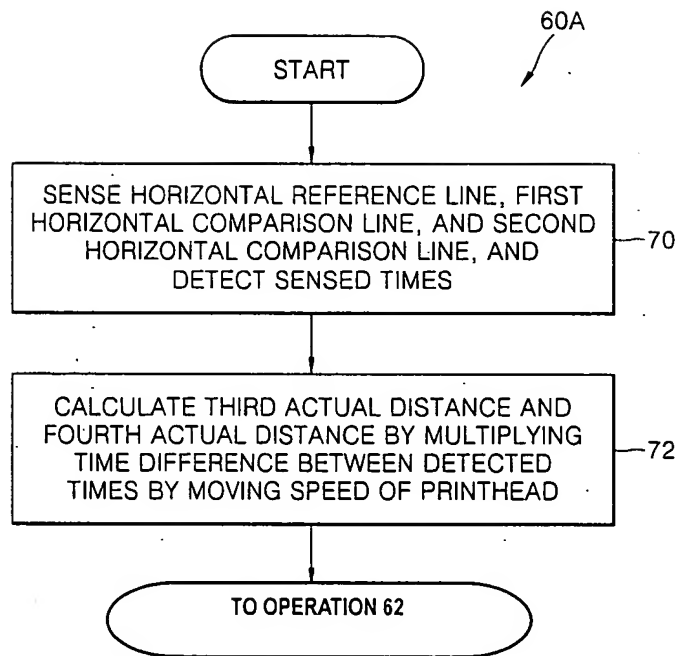 60A
START
SENSE HORIZONTAL REFERENCE LINE, FIRST
HORIZONTAL COMPARISON LINE, AND SECOND
HORIZONTAL COMPARISON LINE, AND
DETECT SENSED TIMES
70
CALCULATE THIRD ACTUAL DISTANCE AND
FOURTH ACTUAL DISTANCE BY MULTIPLYING
TIME DIFFERENCE BETWEEN DETECTED
TIMES BY MOVING SPEED OF PRINTHEAD
72
TO OPERATION 62